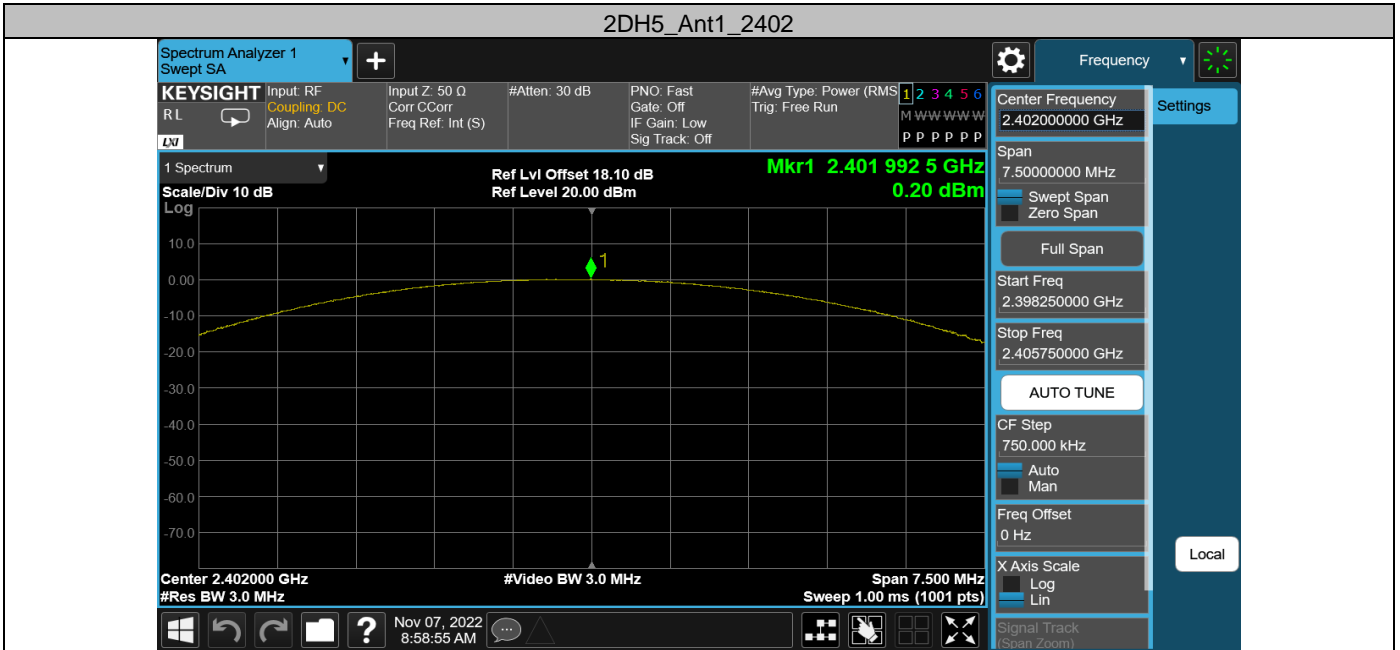 2DH5_Ant1_2402
Spectrum Analyzer 1
Swept SA
+
Frequency
KEYSIGHT
RL
LXI
Input: RF
Coupling: DC
Align: Auto
Input Z: 50 Ω
Corr CCorr
Freq Ref: Int (S)
#Atten: 30 dB
PNO: Fast
Gate: Off
IF Gain: Low
Sig Track: Off
#Avg Type: Power (RMS
Trig: Free Run
1 2 3 4 5 6
M W W W W W
P P P P P P
1 Spectrum
Scale/Div 10 dB
Ref Lvl Offset 18.10 dB
Ref Level 20.00 dBm
Mkr1 2.401 992 5 GHz
0.20 dBm
Log
1
10.0
0.00
-10.0
-20.0
-30.0
-40.0
-50.0
-60.0
-70.0
Center 2.402000 GHz
#Video BW 3.0 MHz
Span 7.500 MHz
#Res BW 3.0 MHz
Sweep 1.00 ms (1001 pts)
?
Nov 07, 2022
8:58:55 AM
Center Frequency
2.402000000 GHz
Settings
Span
7.50000000 MHz
Swept Span
Zero Span
Full Span
Start Freq
2.398250000 GHz
Stop Freq
2.405750000 GHz
AUTO TUNE
CF Step
750.000 kHz
Auto
Man
Freq Offset
0 Hz
Local
X Axis Scale
Log
Lin
Signal Track
(Span Zoom)